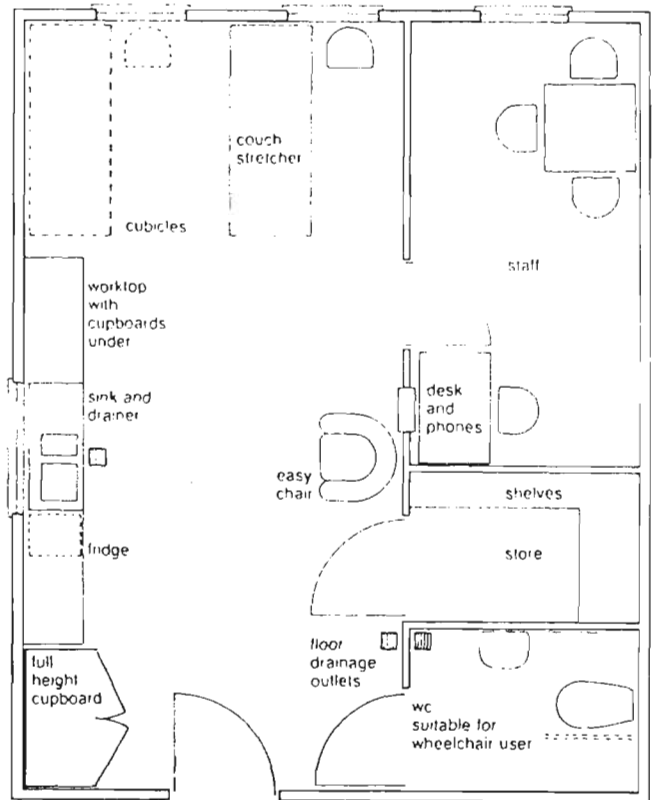 couch
stretcher
cubicles
staff
worktop
with
cupboards
under
sink and
drainer
desk
and
phones
easy
chair
shelves
fridge
store
floor
drainage
outlets
full
height
cupboard
wc
suitable for
wheelchair user